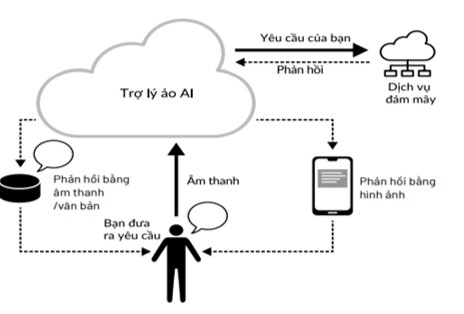 Yêu cầu của bạn
Phản hồi
Trợ lý ảo AI
Dịch vụ
đám mây
Phản hồi bằng
âm thanh
/văn bản
Âm thanh
Phản hồi bằng
hình ảnh
Bạn đưa
ra yêu cầu